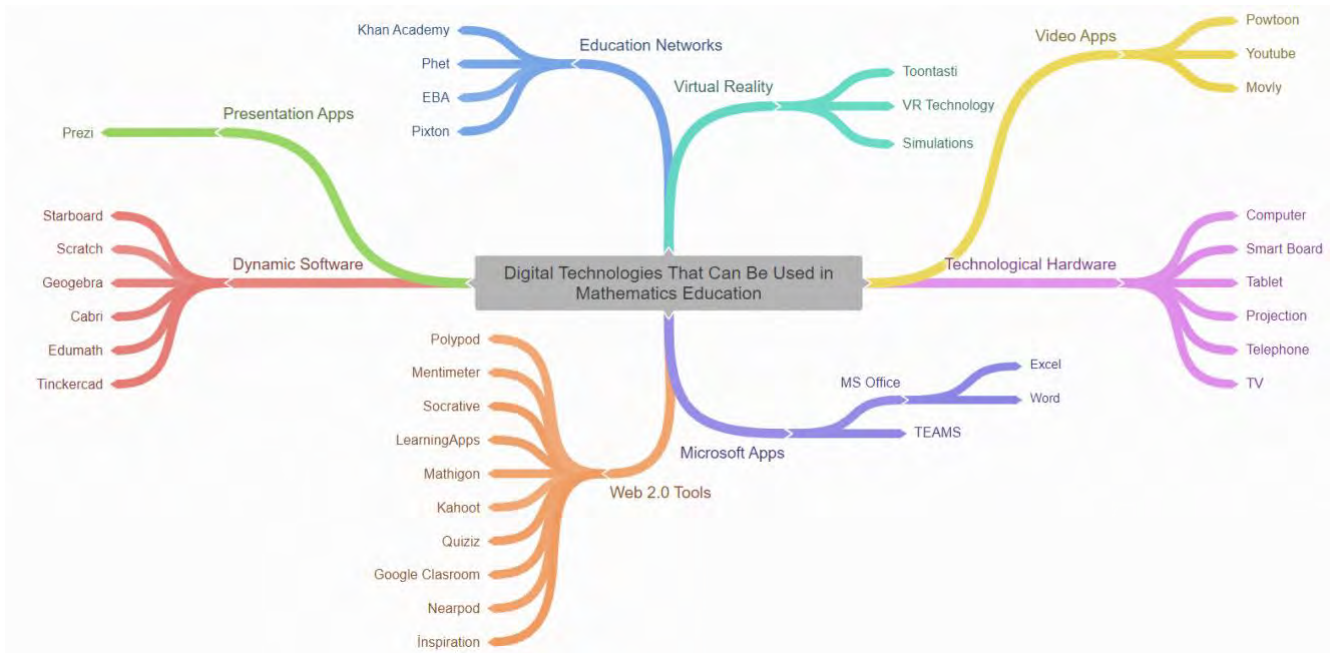 Khan Academy
Phet
EBA
Pixton
Education Networks
Virtual Reality
Toontasti
VR Technology
Simulations
Video Apps
Powtoon
Youtube
Movly
Presentation Apps
Prezi
Starboard
Scratch
Geogebra
Cabri
Edumath
Tinckercad
Dynamic Software
Digital Technologies That Can Be Used in
Mathematics Education
Technological Hardware
Computer
Smart Board
Tablet
Projection
Telephone
TV
Polypod
Mentimeter
Socrative
LearningApps
Mathigon
Kahoot
Quiziz
Google Clasroom
Nearpod
İnspiration
Web 2.0 Tools
Microsoft Apps
MS Office
Excel
Word
TEAMS